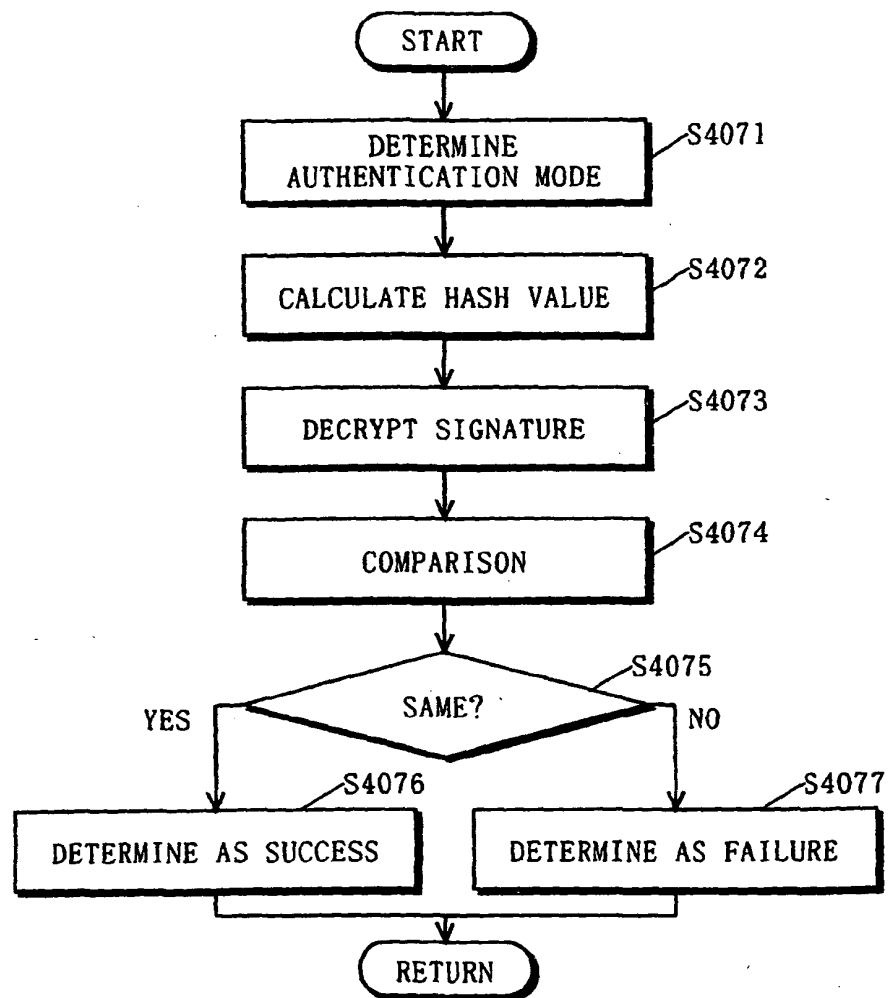 START
DETERMINE
AUTHENTICATION MODE
S4071
CALCULATE HASH VALUE
S4072
DECRYPT SIGNATURE
S4073
COMPARISON
S4074
SAME?
S4075
YES
NO
S4076
DETERMINE AS SUCCESS
S4077
DETERMINE AS FAILURE
RETURN